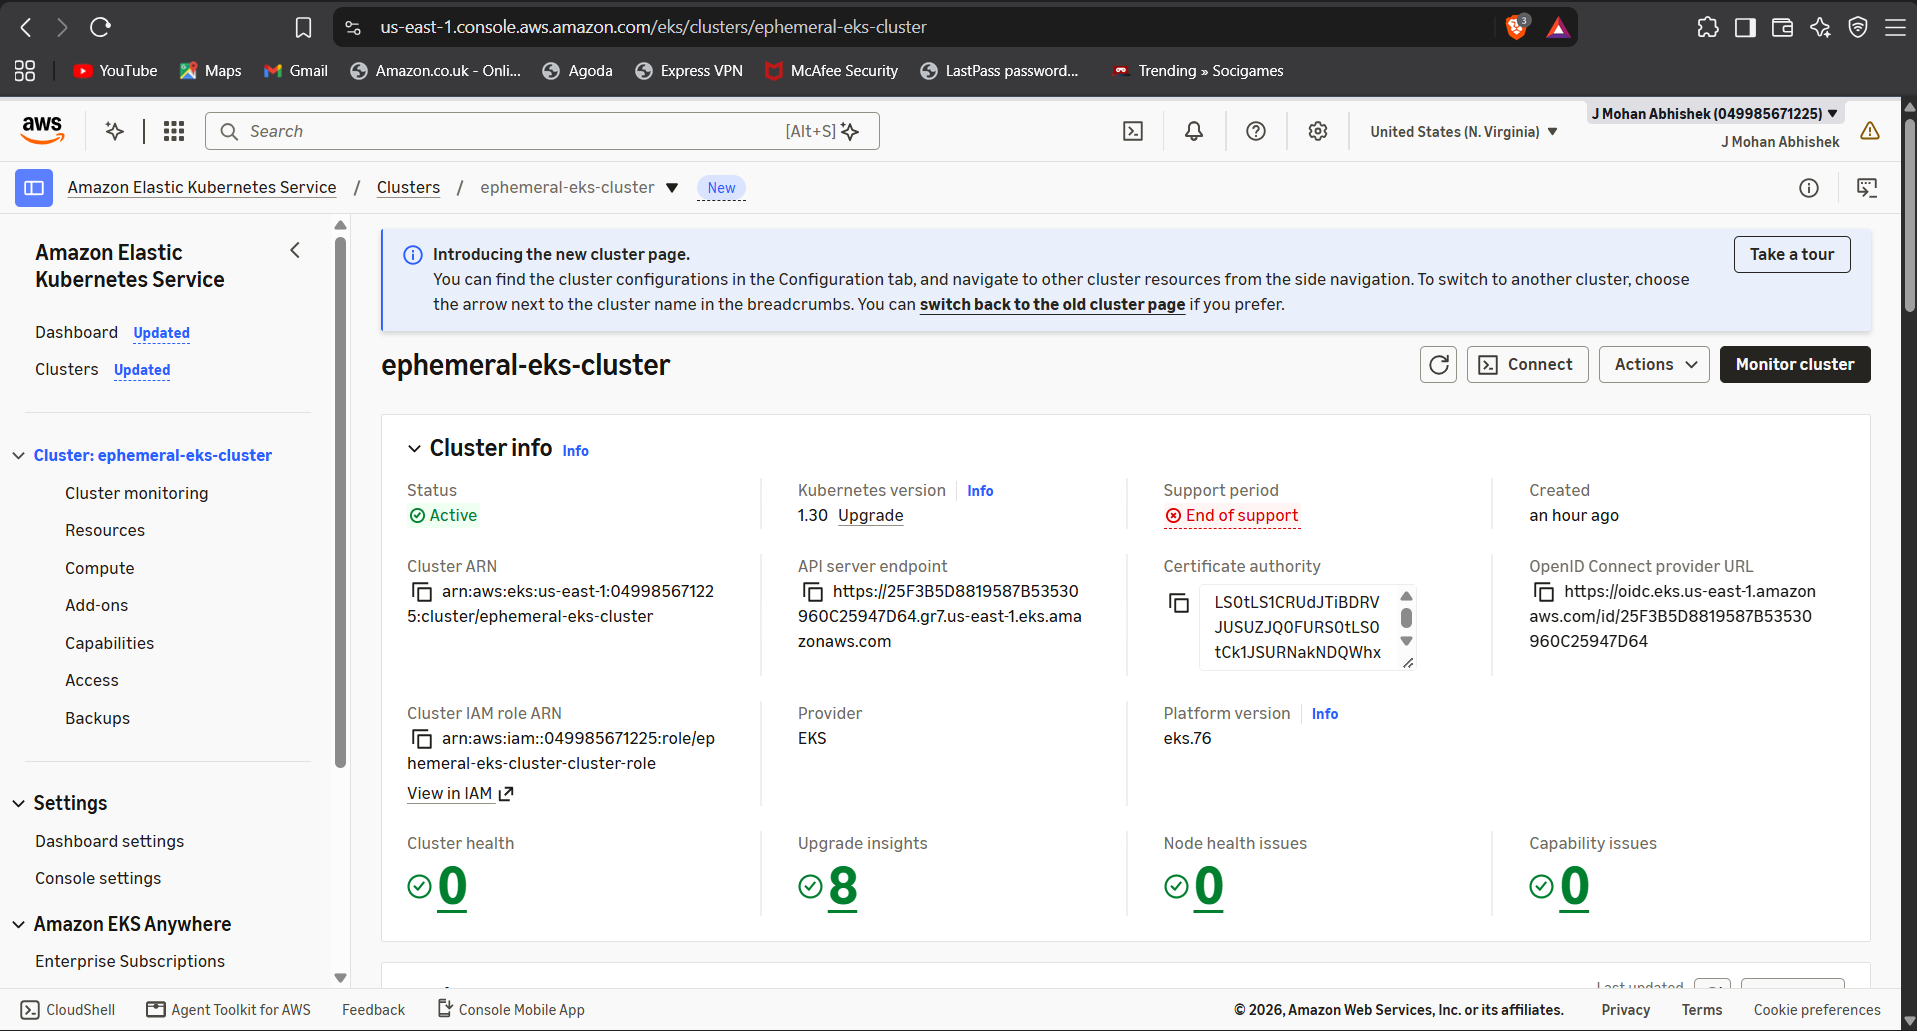 us-east-1.console.aws.amazon.com/eks/clusters/ephemeral-eks-cluster
3
YouTube
Maps
Gmail
Amazon.co.uk - Onli...
Agoda
Express VPN
McAfee Security
LastPass password...
Trending » Socigames
aws
Search
[Alt+S]
United States (N. Virginia)
J Mohan Abhishek (049985671225)
J Mohan Abhishek
Amazon Elastic Kubernetes Service / Clusters / ephemeral-eks-cluster
New
Amazon Elastic
Kubernetes Service
Dashboard Updated
Clusters Updated
Cluster: ephemeral-eks-cluster
Cluster monitoring
Resources
Compute
Add-ons
Capabilities
Access
Backups
Settings
Dashboard settings
Console settings
Amazon EKS Anywhere
Enterprise Subscriptions
Introducing the new cluster page.
You can find the cluster configurations in the Configuration tab, and navigate to other cluster resources from the side navigation. To switch to another cluster, choose
the arrow next to the cluster name in the breadcrumbs. You can switch back to the old cluster page if you prefer.
Take a tour
ephemeral-eks-cluster
Connect
Actions
Monitor cluster
Cluster info Info
Status
Active
Kubernetes version Info
1.30 Upgrade
Support period
End of support
Created
an hour ago
Cluster ARN
arn:aws:eks:us-east-1:04998567122
5:cluster/ephemeral-eks-cluster
API server endpoint
https://25F3B5D8819587B53530
960C25947D64.gr7.us-east-1.eks.ama
zonaws.com
Certificate authority
LS0tLS1CRUdJTiBDRV
JUSUZJQ0FURS0tLS0
tCk1JSURNakNDQWhx
OpenID Connect provider URL
https://oidc.eks.us-east-1.amazon
aws.com/id/25F3B5D8819587B53530
960C25947D64
Cluster IAM role ARN
arn:aws:iam::049985671225:role/ep
hemeral-eks-cluster-cluster-role
View in IAM
Provider
EKS
Platform version Info
eks.76
Cluster health
0
Upgrade insights
8
Node health issues
0
Capability issues
0
Last updated
CloudShell
Agent Toolkit for AWS
Feedback
Console Mobile App
© 2026, Amazon Web Services, Inc. or its affiliates.
Privacy
Terms
Cookie preferences